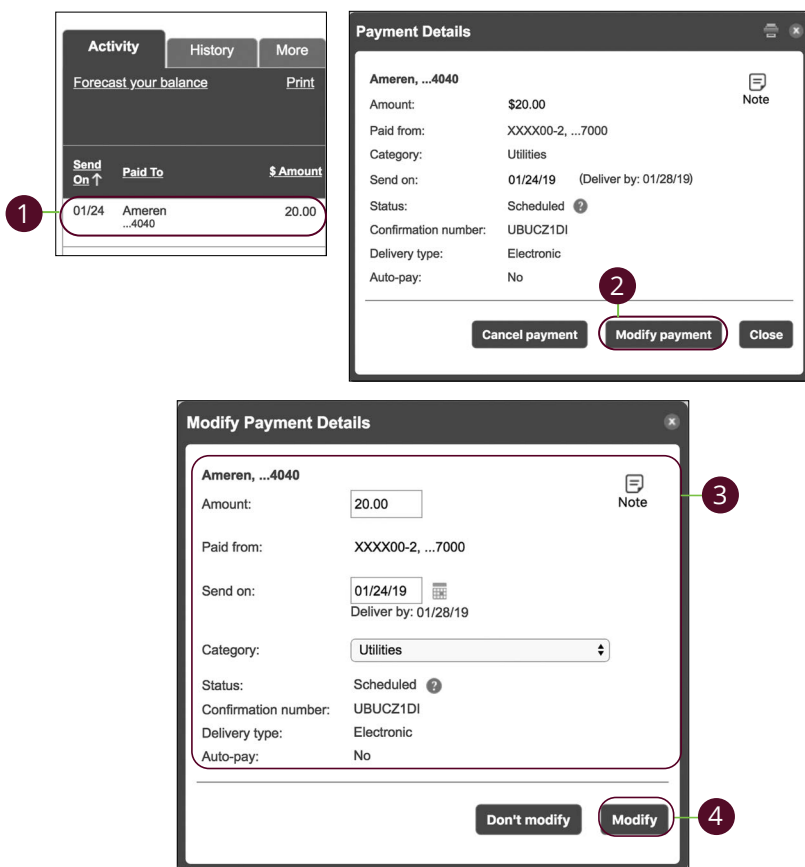 Activity History More
Forecast your balance Print
Send
On ↑ Paid To $ Amount
1
01/24 Ameren 20.00
...4040
Payment Details
Ameren, ...4040
Note
Amount: $20.00
Paid from: XXXX00-2, ...7000
Category: Utilities
Send on: 01/24/19 (Deliver by: 01/28/19)
Status: Scheduled ?
Confirmation number: UBUCZ1DI
Delivery type: Electronic
Auto-pay: No
2
Cancel payment Modify payment Close
Modify Payment Details
Ameren, ...4040
Note
3
Amount: 20.00
Paid from: XXXX00-2, ...7000
Send on: 01/24/19
Deliver by: 01/28/19
Category: Utilities
Status: Scheduled ?
Confirmation number: UBUCZ1DI
Delivery type: Electronic
Auto-pay: No
Don't modify Modify
4